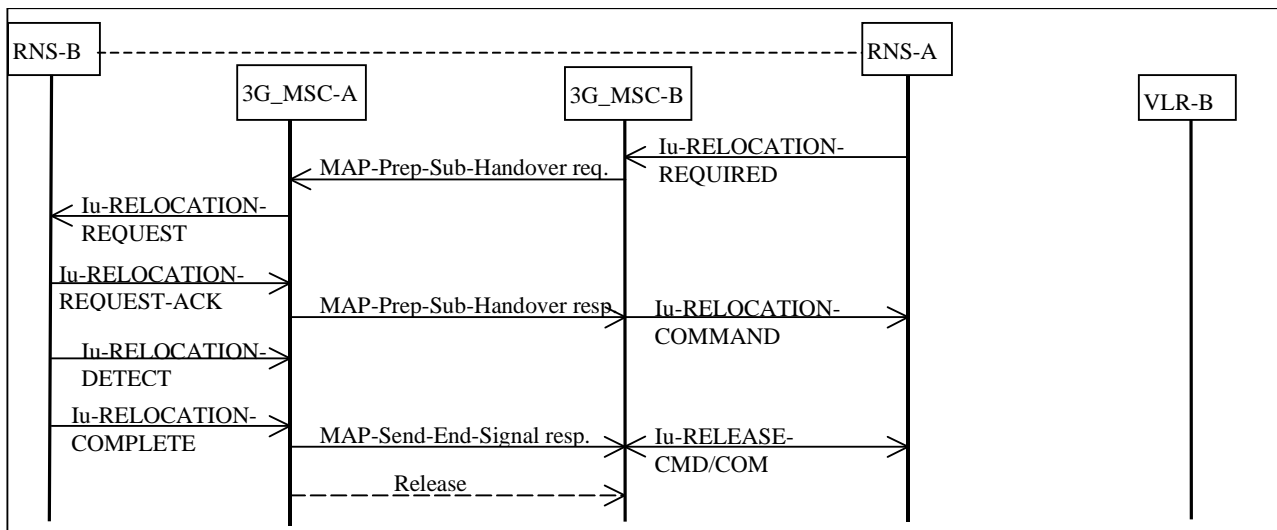 RNS-B
RNS-A
3G_MSC-A
3G_MSC-B
VLR-B
Iu-RELOCATION-
REQUIRED
MAP-Prep-Sub-Handover req.
Iu-RELOCATION-
REQUEST
Iu-RELOCATION-
REQUEST-ACK
MAP-Prep-Sub-Handover resp
Iu-RELOCATION-
COMMAND
Iu-RELOCATION-
DETECT
Iu-RELOCATION-
COMPLETE
MAP-Send-End-Signal resp.
Iu-RELEASE-
CMD/COM
Release